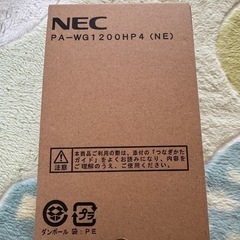 NEC
PA-WG1200HP4(NE)
本商品ご利用の際は、添付の「つなぎかた
ガイド」をよくお読みになり、内容をご
理解のうえ、ご使用ください。
ダンボール
プラ
袋:PE